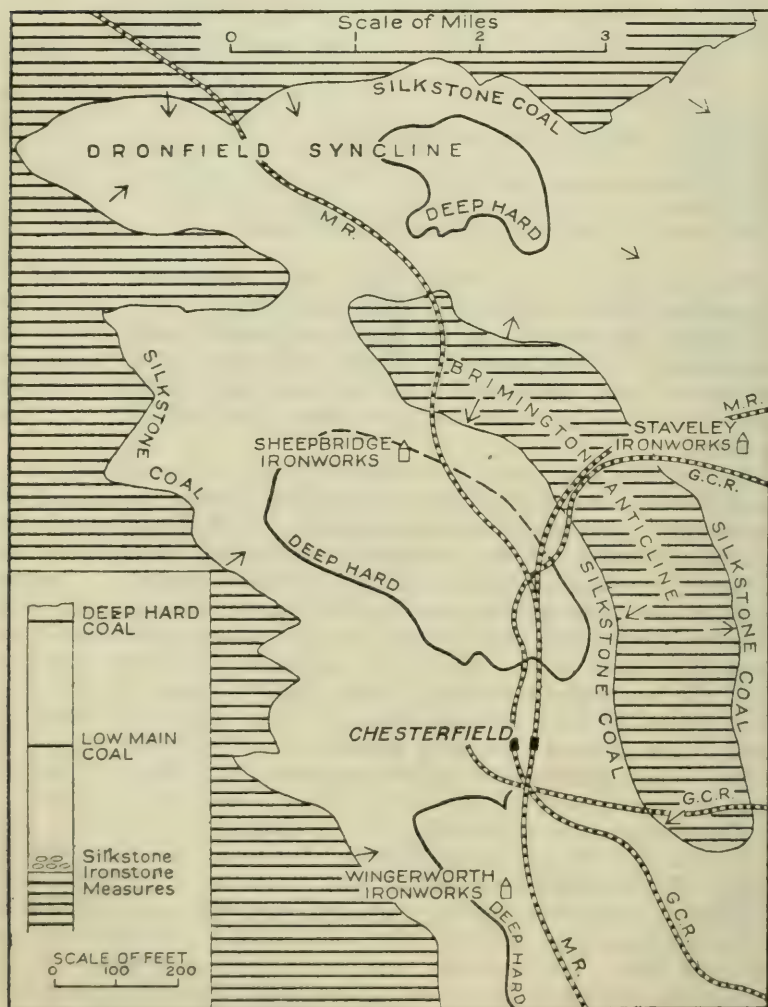 Scale of Miles
0 1 2 3
SILKSTONE COAL
DRONFIELD SYNCLINE
DEEP HARD
M.R.
SILKSTONE COAL
BRIMINGTON ANTICLINE
M.R.
STAVELEY
IRONWORKS
G.C.R.
SHEEPBRIDGE
IRONWORKS
DEEP HARD
SILKSTONE COAL
SILKSTONE COAL
CHESTERFIELD
G.C.R.
WINGERWORTH
IRONWORKS
DEEP HARD
M.R.
G.C.R.
DEEP HARD
COAL
LOW MAIN
COAL
Silkstone
Ironstone
Measures
SCALE OF FEET
0 100 200